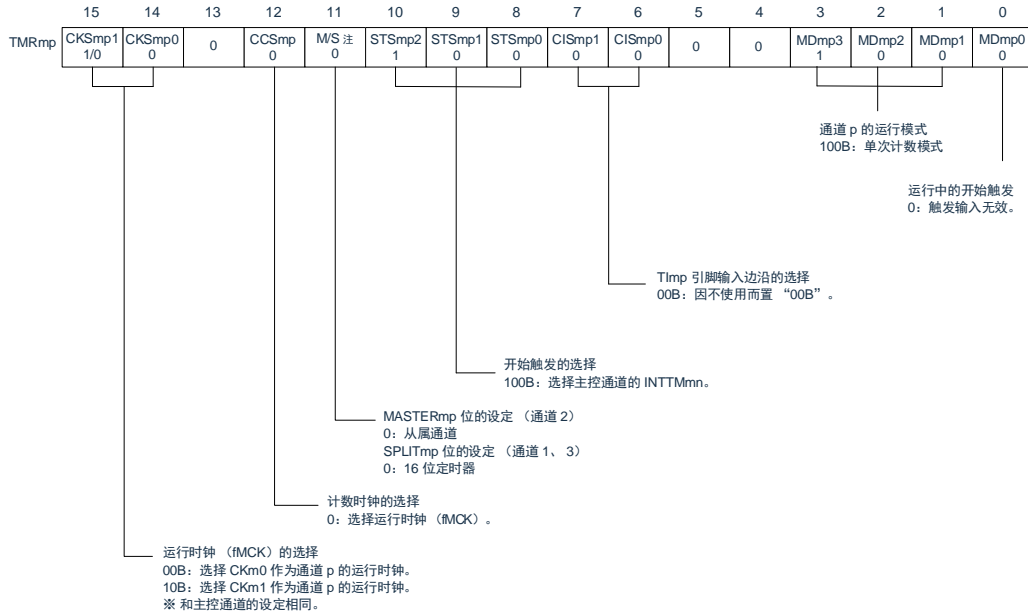 15 14 13 12 11 10 9 8 7 6 5 4 3 2 1 0
TMRmp CKSmp1 CKSmp0 0 CCSmp M/S 注 STSmp2 STSmp1 STSmp0 CISmp1 CISmp0 0 0 MDmp3 MDmp2 MDmp1 MDmp0
1/0 0 0 0 1 0 0 0 0 1 0 0 0
通道 p 的运行模式
100B：单次计数模式
运行中的开始触发
0：触发输入无效。
TImp 引脚输入边沿的选择
00B：因不使用而置 “00B”。
开始触发的选择
100B：选择主控通道的 INTTMmn。
MASTERmp 位的设定 （通道 2）
0：从属通道
SPLITmp 位的设定 （通道 1、 3）
0：16 位定时器
计数时钟的选择
0：选择运行时钟 （fMCK）。
运行时钟 （fMCK）的选择
00B：选择 CKm0 作为通道 p 的运行时钟。
10B：选择 CKm1 作为通道 p 的运行时钟。
※ 和主控通道的设定相同。